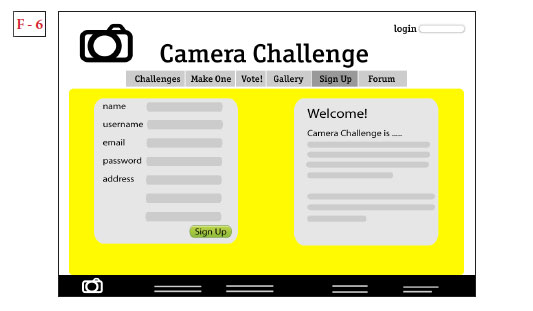 F - 6
login
Camera Challenge
Challenges Make One Vote! Gallery Sign Up Forum
name
username
email
password
address
Sign Up
Welcome!
Camera Challenge is .....